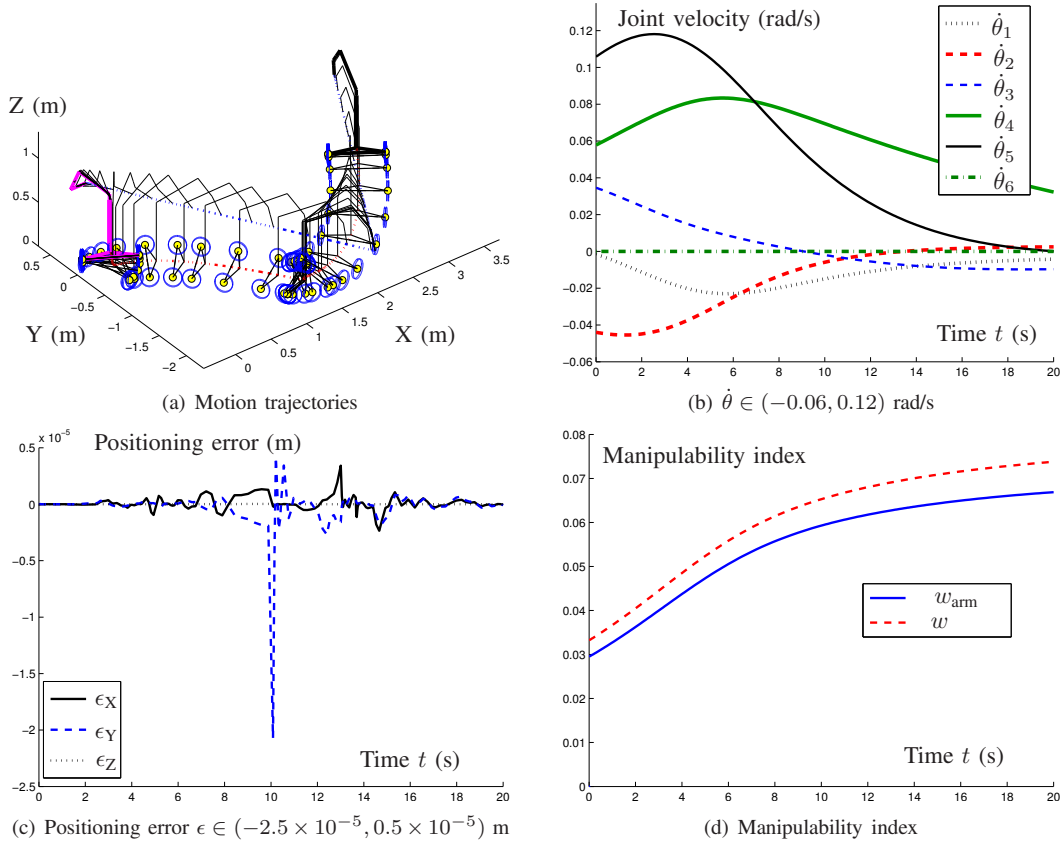 Z (m)
1
0.5
0
0.5
0
−0.5
−1
−1.5
−2
Y (m)
0
0.5
1
1.5
2
2.5
3
3.5
X (m)
(a) Motion trajectories
Joint velocity (rad/s)
0.12
0.1
0.08
0.06
0.04
0.02
0
−0.02
−0.04
−0.06
θ̇₁
θ̇₂
θ̇₃
θ̇₄
θ̇₅
θ̇₆
Time t (s)
0 2 4 6 8 10 12 14 16 18 20
(b) θ̇ ∈ (−0.06, 0.12) rad/s
x 10⁻⁵
Positioning error (m)
0.5
0
−0.5
−1
−1.5
−2
−2.5
ϵX
ϵY
ϵZ
Time t (s)
0 2 4 6 8 10 12 14 16 18 20
(c) Positioning error ϵ ∈ (−2.5 × 10⁻⁵, 0.5 × 10⁻⁵) m
Manipulability index
0.08
0.07
0.06
0.05
0.04
0.03
0.02
0.01
0
w_arm
w
Time t (s)
0 2 4 6 8 10 12 14 16 18 20
(d) Manipulability index